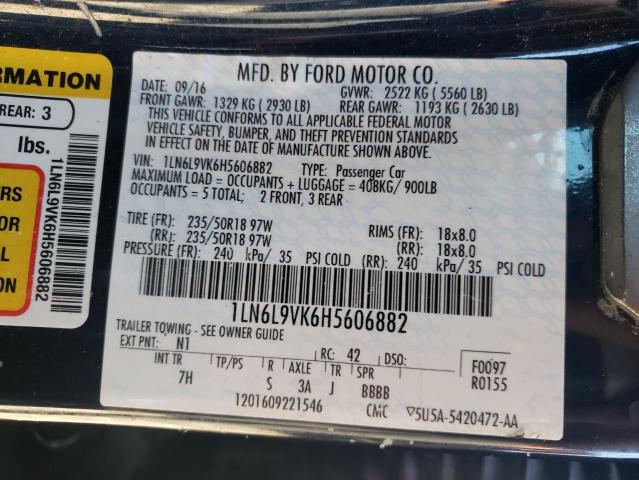 RMATION
REAR: 3
lbs.
ERS
OR
L
NAL
1LN6L9VK6H5606882
MFD. BY FORD MOTOR CO.
DATE: 09/16 GVWR: 2522 KG ( 5560 LB)
FRONT GAWR: 1329 KG ( 2930 LB) REAR GAWR: 1193 KG ( 2630 LB)
THIS VEHICLE CONFORMS TO ALL APPLICABLE FEDERAL MOTOR
VEHICLE SAFETY, BUMPER, AND THEFT PREVENTION STANDARDS
IN EFFECT ON THE DATE OF MANUFACTURE SHOWN ABOVE.
VIN: 1LN6L9VK6H5606882 TYPE: Passenger Car
MAXIMUM LOAD = OCCUPANTS + LUGGAGE = 408KG/ 900LB
OCCUPANTS = 5 TOTAL; 2 FRONT, 3 REAR
TIRE (FR): 235/50R18 97W RIMS (FR): 18x8.0
(RR): 235/50R18 97W (RR): 18x8.0
PRESSURE (FR): 240 kPa/ 35 PSI COLD (RR): 240 kPa/35 PSI COLD
1LN6L9VK6H5606882
TRAILER TOWING - SEE OWNER GUIDE
EXT PNT: N1 RC: 42 DSO: F0097
INT TR TP/PS R AXLE TR SPR R0155
7H S 3A J BBBB
1201609221546 CMC 5U5A-5420472-AA